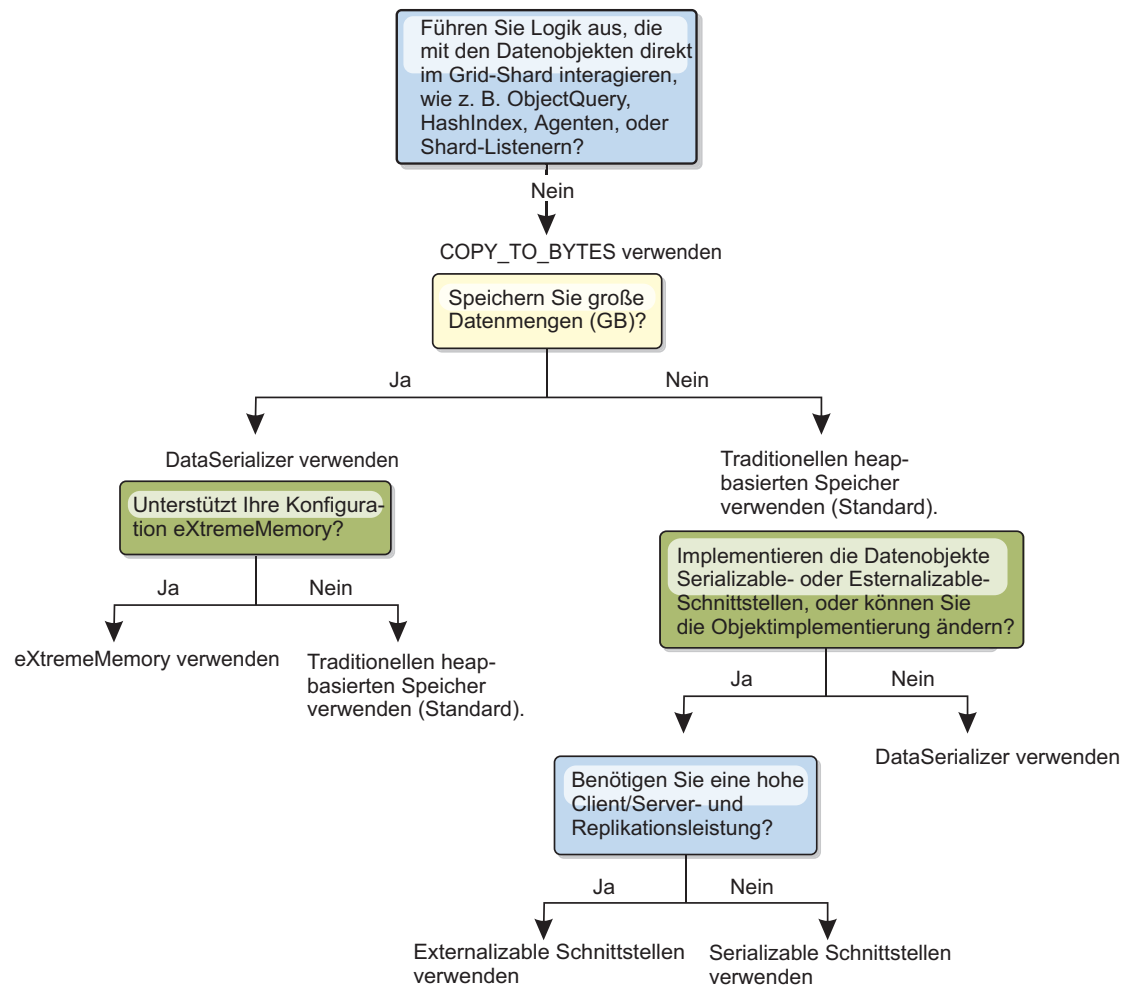 Führen Sie Logik aus, die
mit den Datenobjekten direkt
im Grid-Shard interagieren,
wie z. B. ObjectQuery,
HashIndex, Agenten, oder
Shard-Listenern?
Nein
COPY_TO_BYTES verwenden
Speichern Sie große
Datenmengen (GB)?
Ja
Nein
DataSerializer verwenden
Unterstützt Ihre Konfigura-
tion eXtremeMemory?
Ja
Nein
eXtremeMemory verwenden
Traditionellen heap-
basierten Speicher
verwenden (Standard).
Traditionellen heap-
basierten Speicher
verwenden (Standard).
Implementieren die Datenobjekte
Serializable- oder Esternalizable-
Schnittstellen, oder können Sie
die Objektimplementierung ändern?
Ja
Nein
DataSerializer verwenden
Benötigen Sie eine hohe
Client/Server- und
Replikationsleistung?
Ja
Nein
Externalizable Schnittstellen
verwenden
Serializable Schnittstellen
verwenden